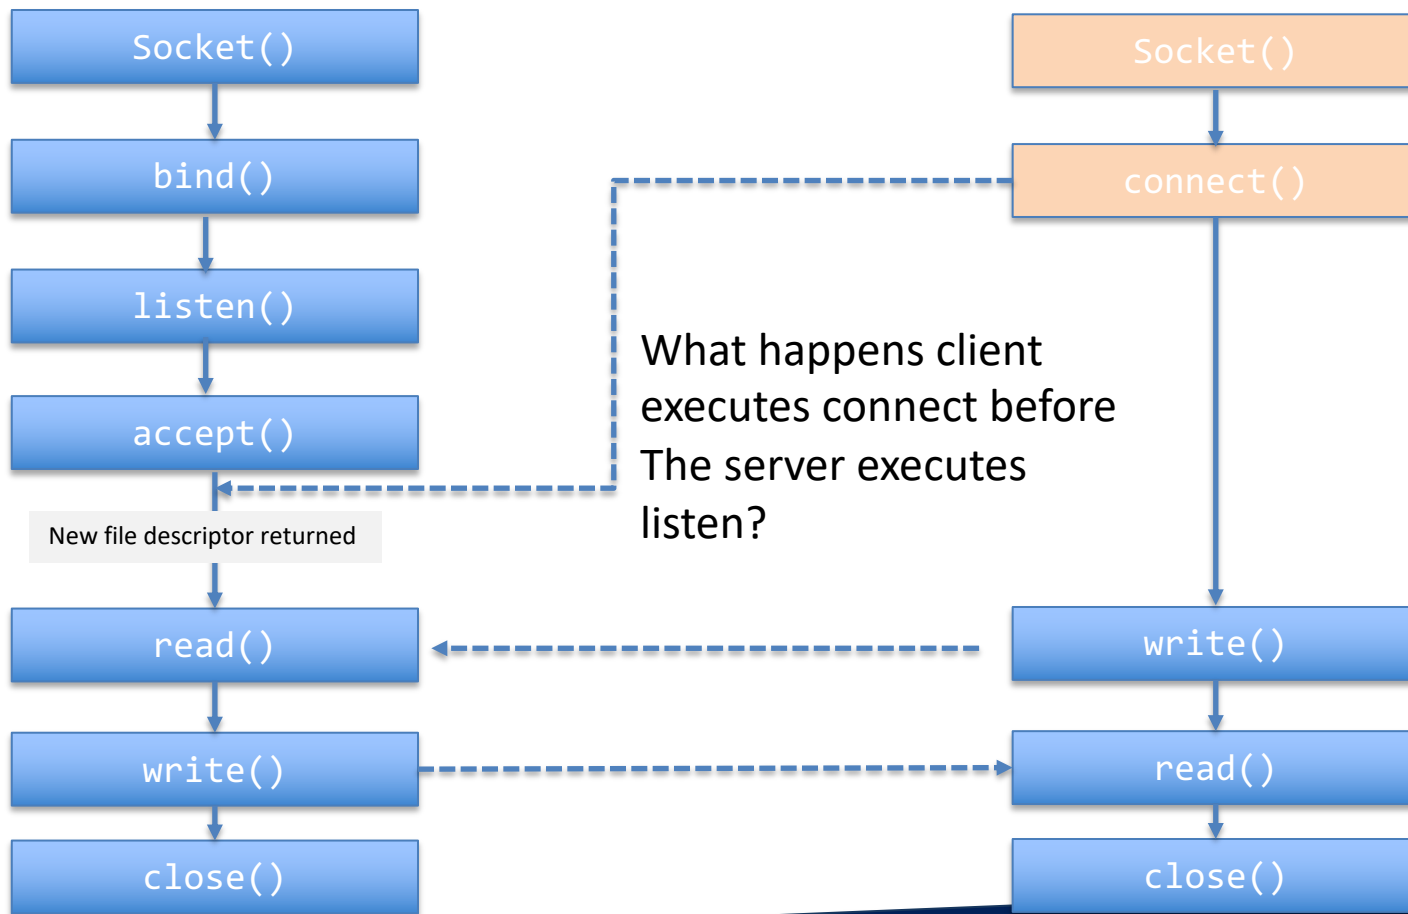 Socket()
bind()
listen()
accept()
New file descriptor returned
read()
write()
close()
What happens client
executes connect before
The server executes
listen?
Socket()
connect()
write()
read()
close()